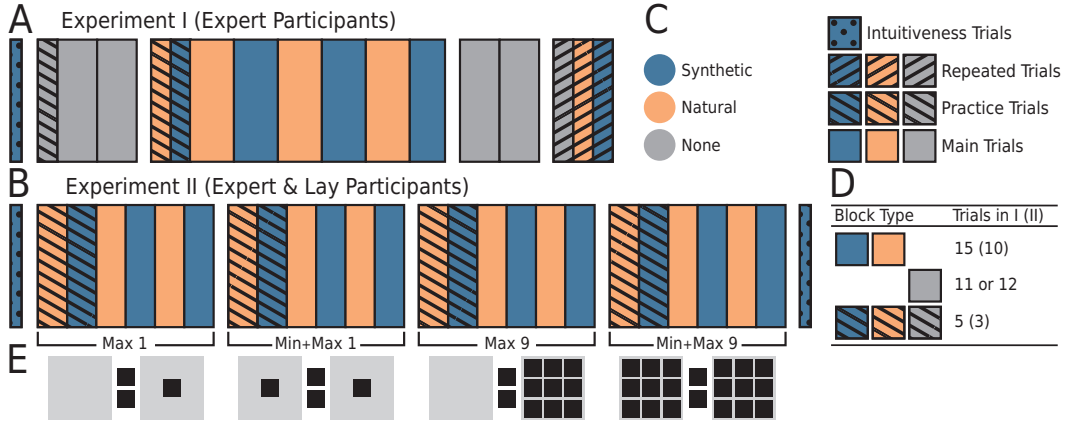 A
Experiment I (Expert Participants)
C
Synthetic
Natural
None
Intuitiveness Trials
Repeated Trials
Practice Trials
Main Trials
B
Experiment II (Expert & Lay Participants)
Max 1
Min+Max 1
Max 9
Min+Max 9
D
Block Type Trials in I (II)
15 (10)
11 or 12
5 (3)
E